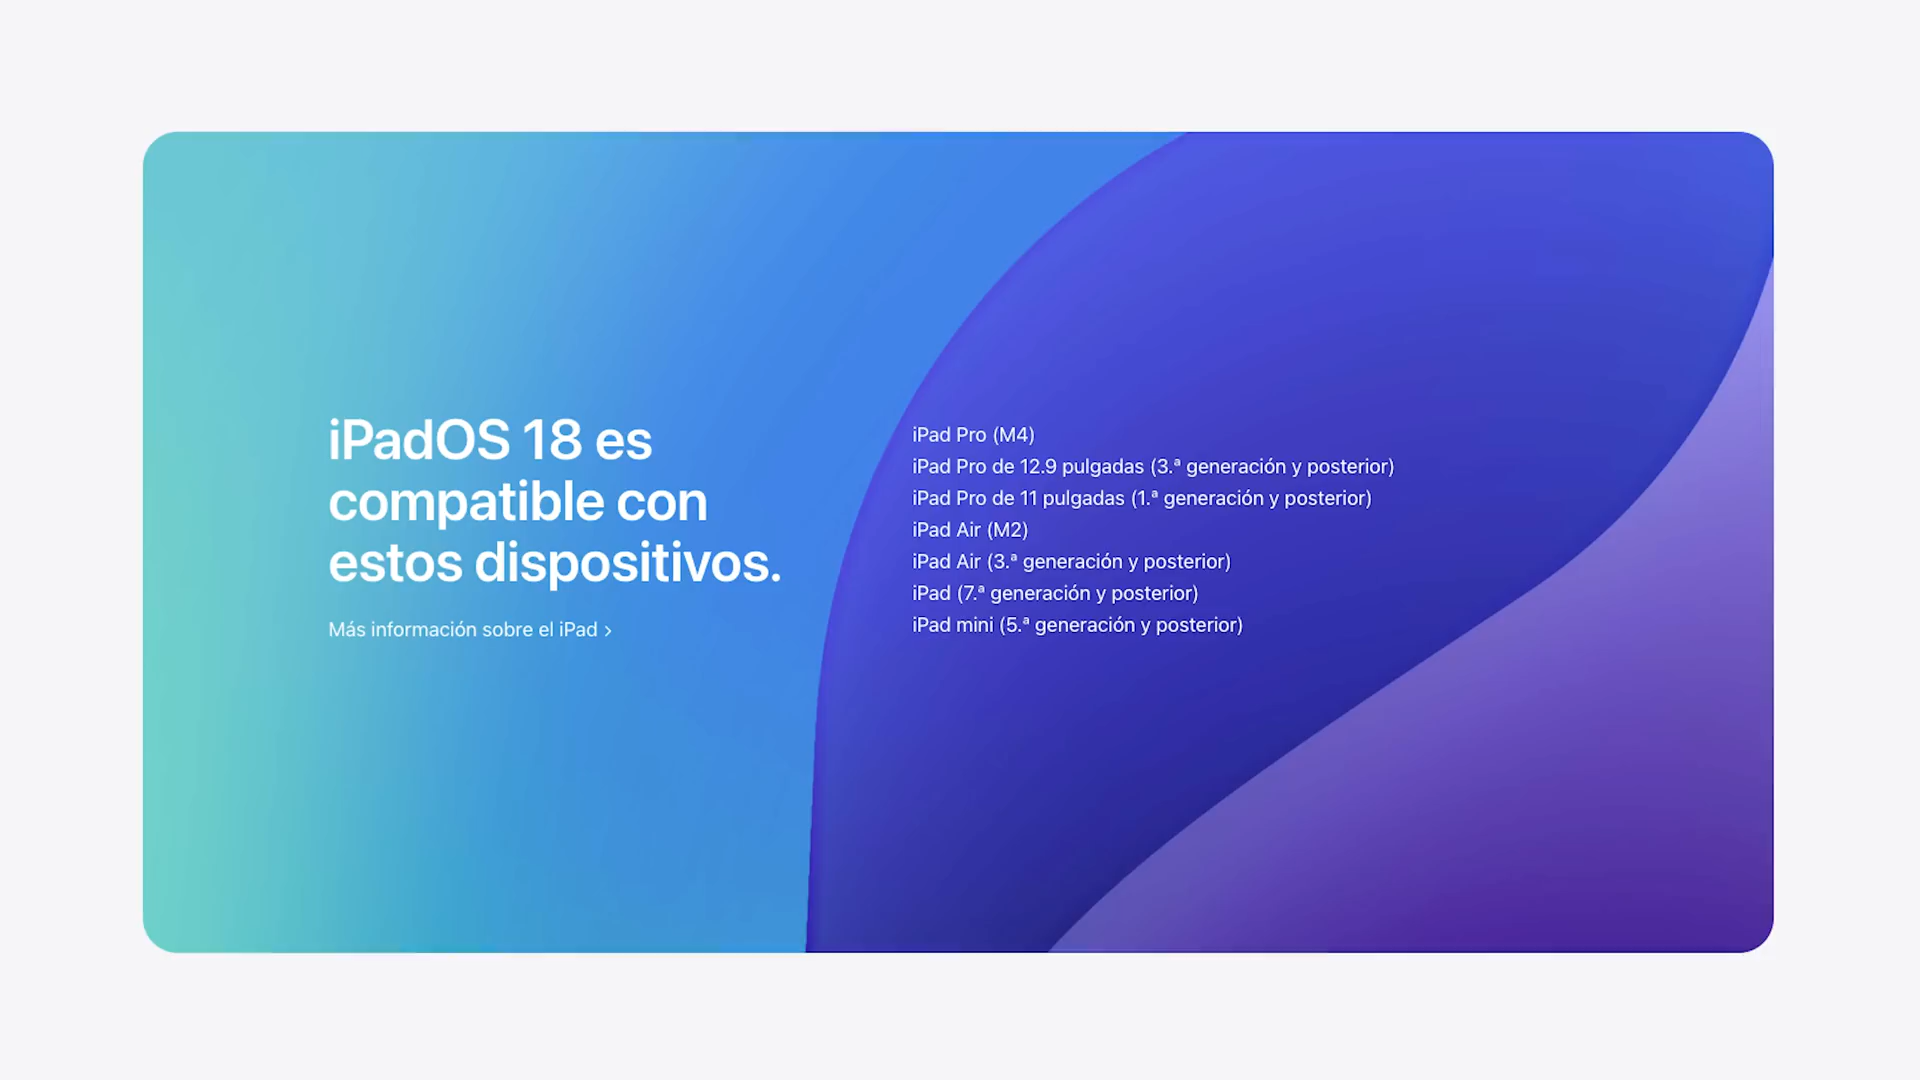 iPadOS 18 es
compatible con
estos dispositivos.
Más información sobre el iPad >
iPad Pro (M4)
iPad Pro de 12.9 pulgadas (3.ª generación y posterior)
iPad Pro de 11 pulgadas (1.ª generación y posterior)
iPad Air (M2)
iPad Air (3.ª generación y posterior)
iPad (7.ª generación y posterior)
iPad mini (5.ª generación y posterior)